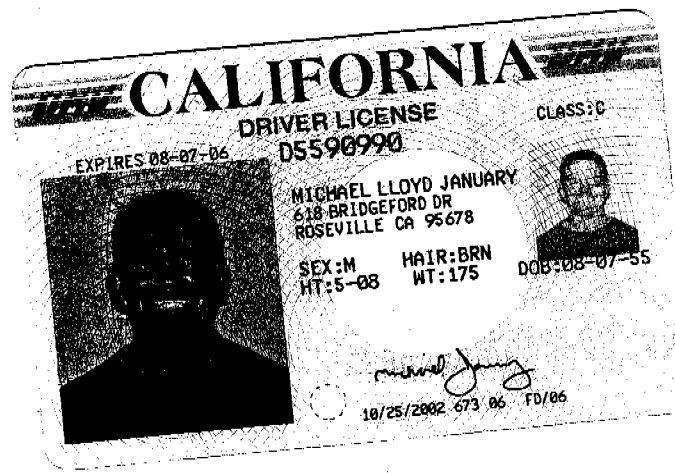 CALIFORNIA
DRIVER LICENSE
CLASS:C
EXPIRES 08-07-06
D5590990
MICHAEL LLOYD JANUARY
618 BRIDGEFORD DR
ROSEVILLE CA 95678
SEX:M HAIR:BRN
HT:5-08 WT:175
DOB:08-07-55
10/25/2002 673 06 FD/06